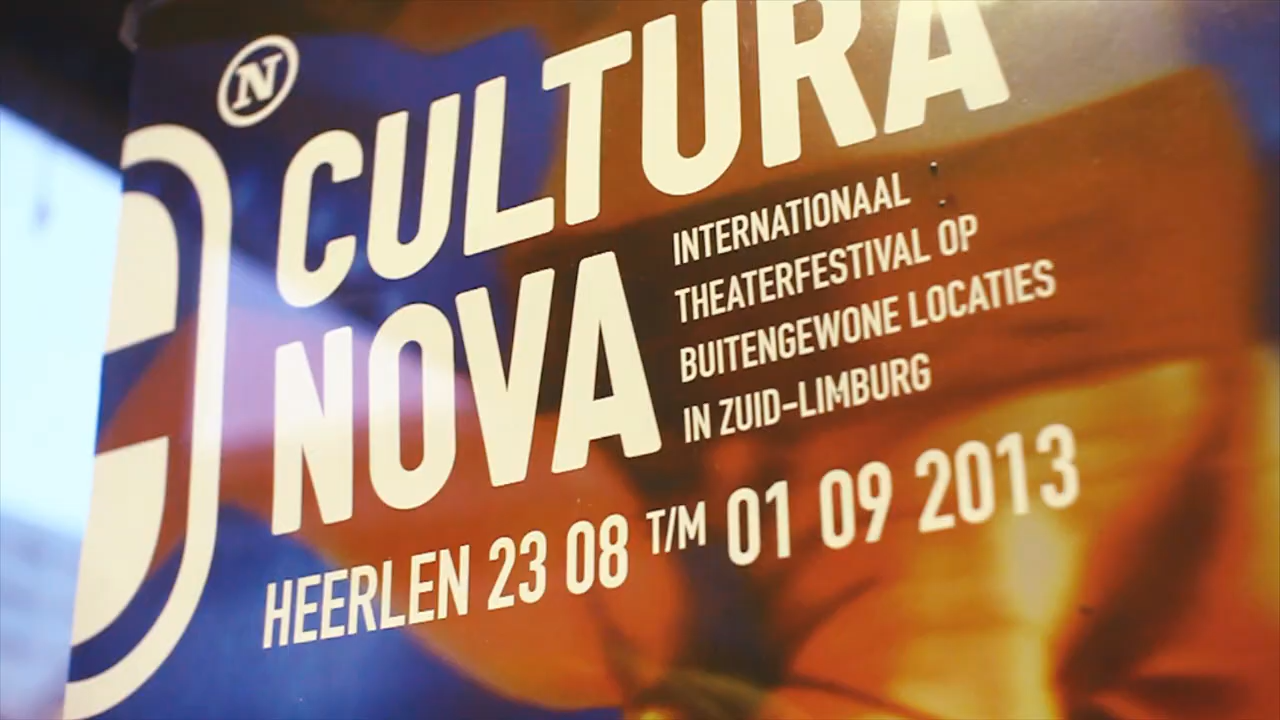 N
CULTURA
NOVA
INTERNATIONAAL
THEATERFESTIVAL OP
BUITENGEWONE LOCATIES
IN ZUID-LIMBURG
HEERLEN 23 08 T/M 01 09 2013